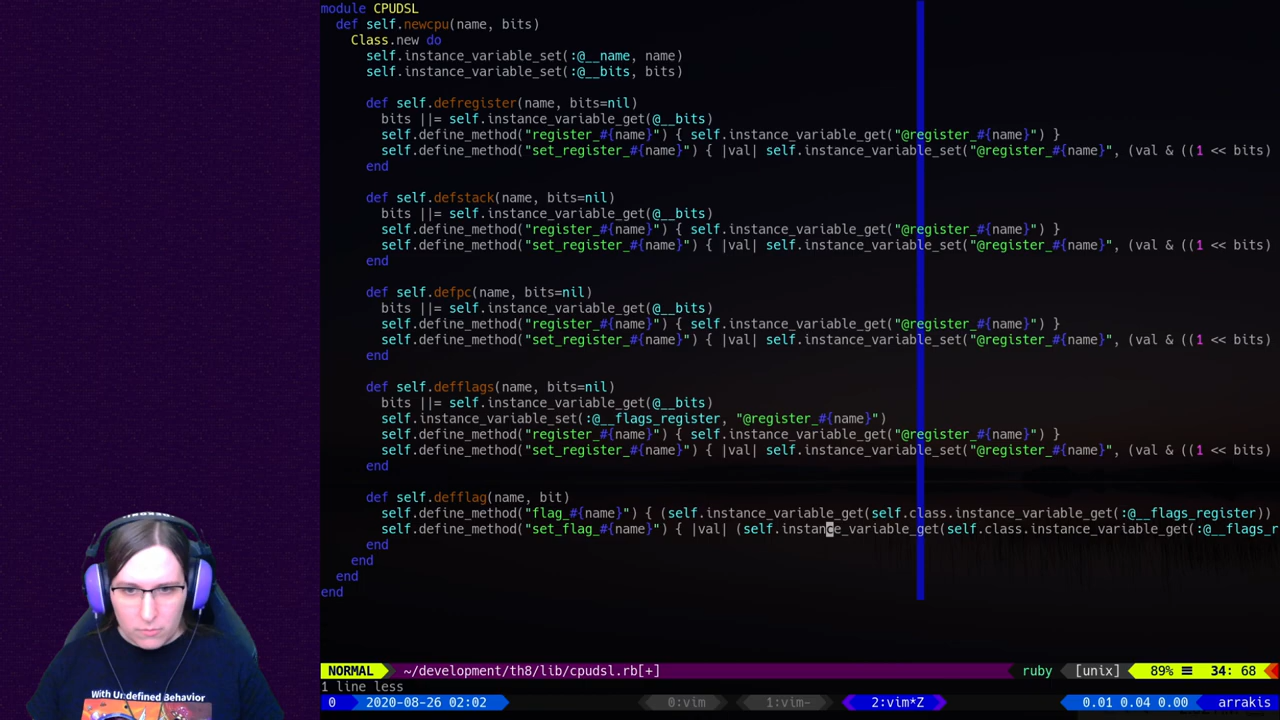 module CPUDSL
def self.newcpu(name, bits)
Class.new do
self.instance_variable_set(:@__name, name)
self.instance_variable_set(:@__bits, bits)
def self.defregister(name, bits=nil)
bits ||= self.instance_variable_get(@__bits)
self.define_method("register_#{name}") { self.instance_variable_get("@register_#{name}") }
self.define_method("set_register_#{name}") { |val| self.instance_variable_set("@register_#{name}", (val & ((1 << bits)
end
def self.defstack(name, bits=nil)
bits ||= self.instance_variable_get(@__bits)
self.define_method("register_#{name}") { self.instance_variable_get("@register_#{name}") }
self.define_method("set_register_#{name}") { |val| self.instance_variable_set("@register_#{name}", (val & ((1 << bits)
end
def self.defpc(name, bits=nil)
bits ||= self.instance_variable_get(@__bits)
self.define_method("register_#{name}") { self.instance_variable_get("@register_#{name}") }
self.define_method("set_register_#{name}") { |val| self.instance_variable_set("@register_#{name}", (val & ((1 << bits)
end
def self.defflags(name, bits=nil)
bits ||= self.instance_variable_get(@__bits)
self.instance_variable_set(:@__flags_register, "@register_#{name}")
self.define_method("register_#{name}") { self.instance_variable_get("@register_#{name}") }
self.define_method("set_register_#{name}") { |val| self.instance_variable_set("@register_#{name}", (val & ((1 << bits)
end
def self.defflag(name, bit)
self.define_method("flag_#{name}") { (self.instance_variable_get(self.class.instance_variable_get(:@__flags_register))
self.define_method("set_flag_#{name}") { |val| (self.instance_variable_get(self.class.instance_variable_get(:@__flags_r
end
end
end
end
With Undefined Behavior
NORMAL ~/development/th8/lib/cpudsl.rb[+] ruby [unix] 89% ≡ 34: 68
1 line less
0 2020-08-26 02:02 0:vim 1:vim- 2:vim*Z 0.01 0.04 0.00 arrakis